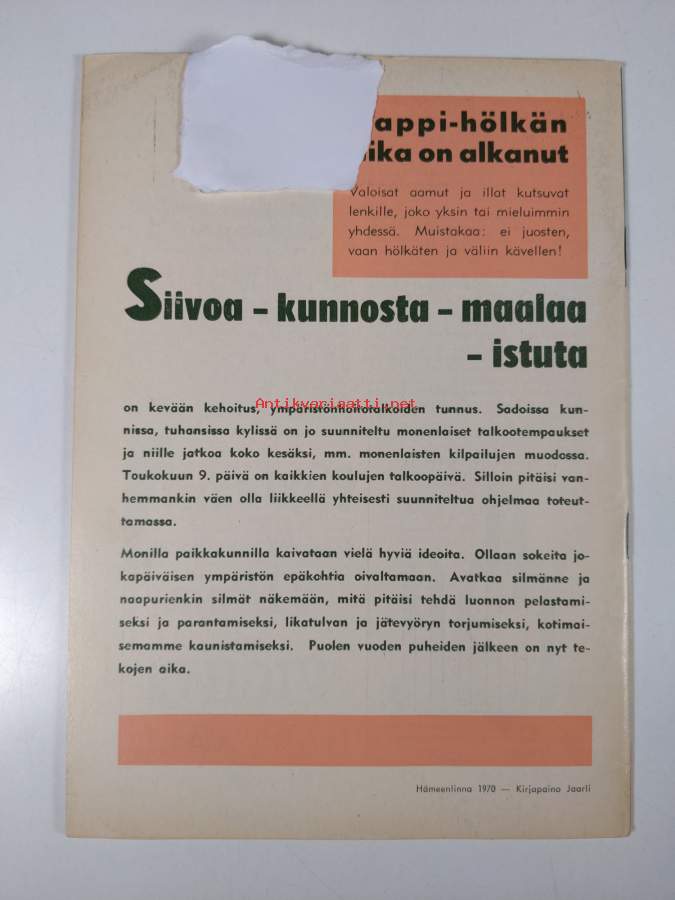 appi-hölkän
ika on alkanut
Valoisat aamut ja illat kutsuvat
lenkille, joko yksin tai mieluimmin
yhdessä. Muistakaa: ei juosten,
vaan hölkäten ja väliin kävellen!
Siivoa – kunnosta – maalaa
– istuta
Antikvariaatti.net
on kevään kehoitus, ympäristönhoitotalkoiden tunnus. Sadoissa kun-
nissa, tuhansissa kylissä on jo suunniteltu monenlaiset talkootempaukset
ja niille jatkoa koko kesäksi, mm. monenlaisten kilpailujen muodossa.
Toukokuun 9. päivä on kaikkien koulujen talkoopäivä. Silloin pitäisi van-
hemmankin väen olla liikkeellä yhteisesti suunniteltua ohjelmaa toteut-
tamassa.
Monilla paikkakunnilla kaivataan vielä hyviä ideoita. Ollaan sokeita jo-
kapäiväisen ympäristön epäkohtia oivaltamaan. Avatkaa silmänne ja
naapurienkin silmät näkemään, mitä pitäisi tehdä luonnon pelastami-
seksi ja parantamiseksi, likatulvan ja jätevyöryn torjumiseksi, kotimai-
semamme kaunistamiseksi. Puolen vuoden puheiden jälkeen on nyt te-
kojen aika.
Hämeenlinna 1970 — Kirjapaino Jaarli